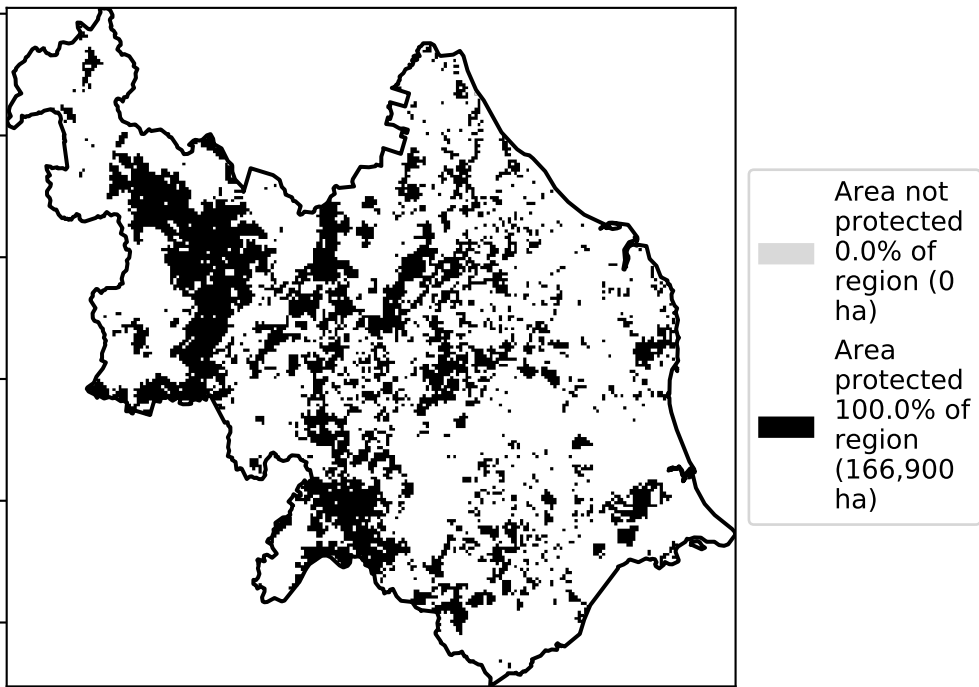 Area not
protected
0.0% of
region (0
ha)
Area
protected
100.0% of
region
(166,900
ha)